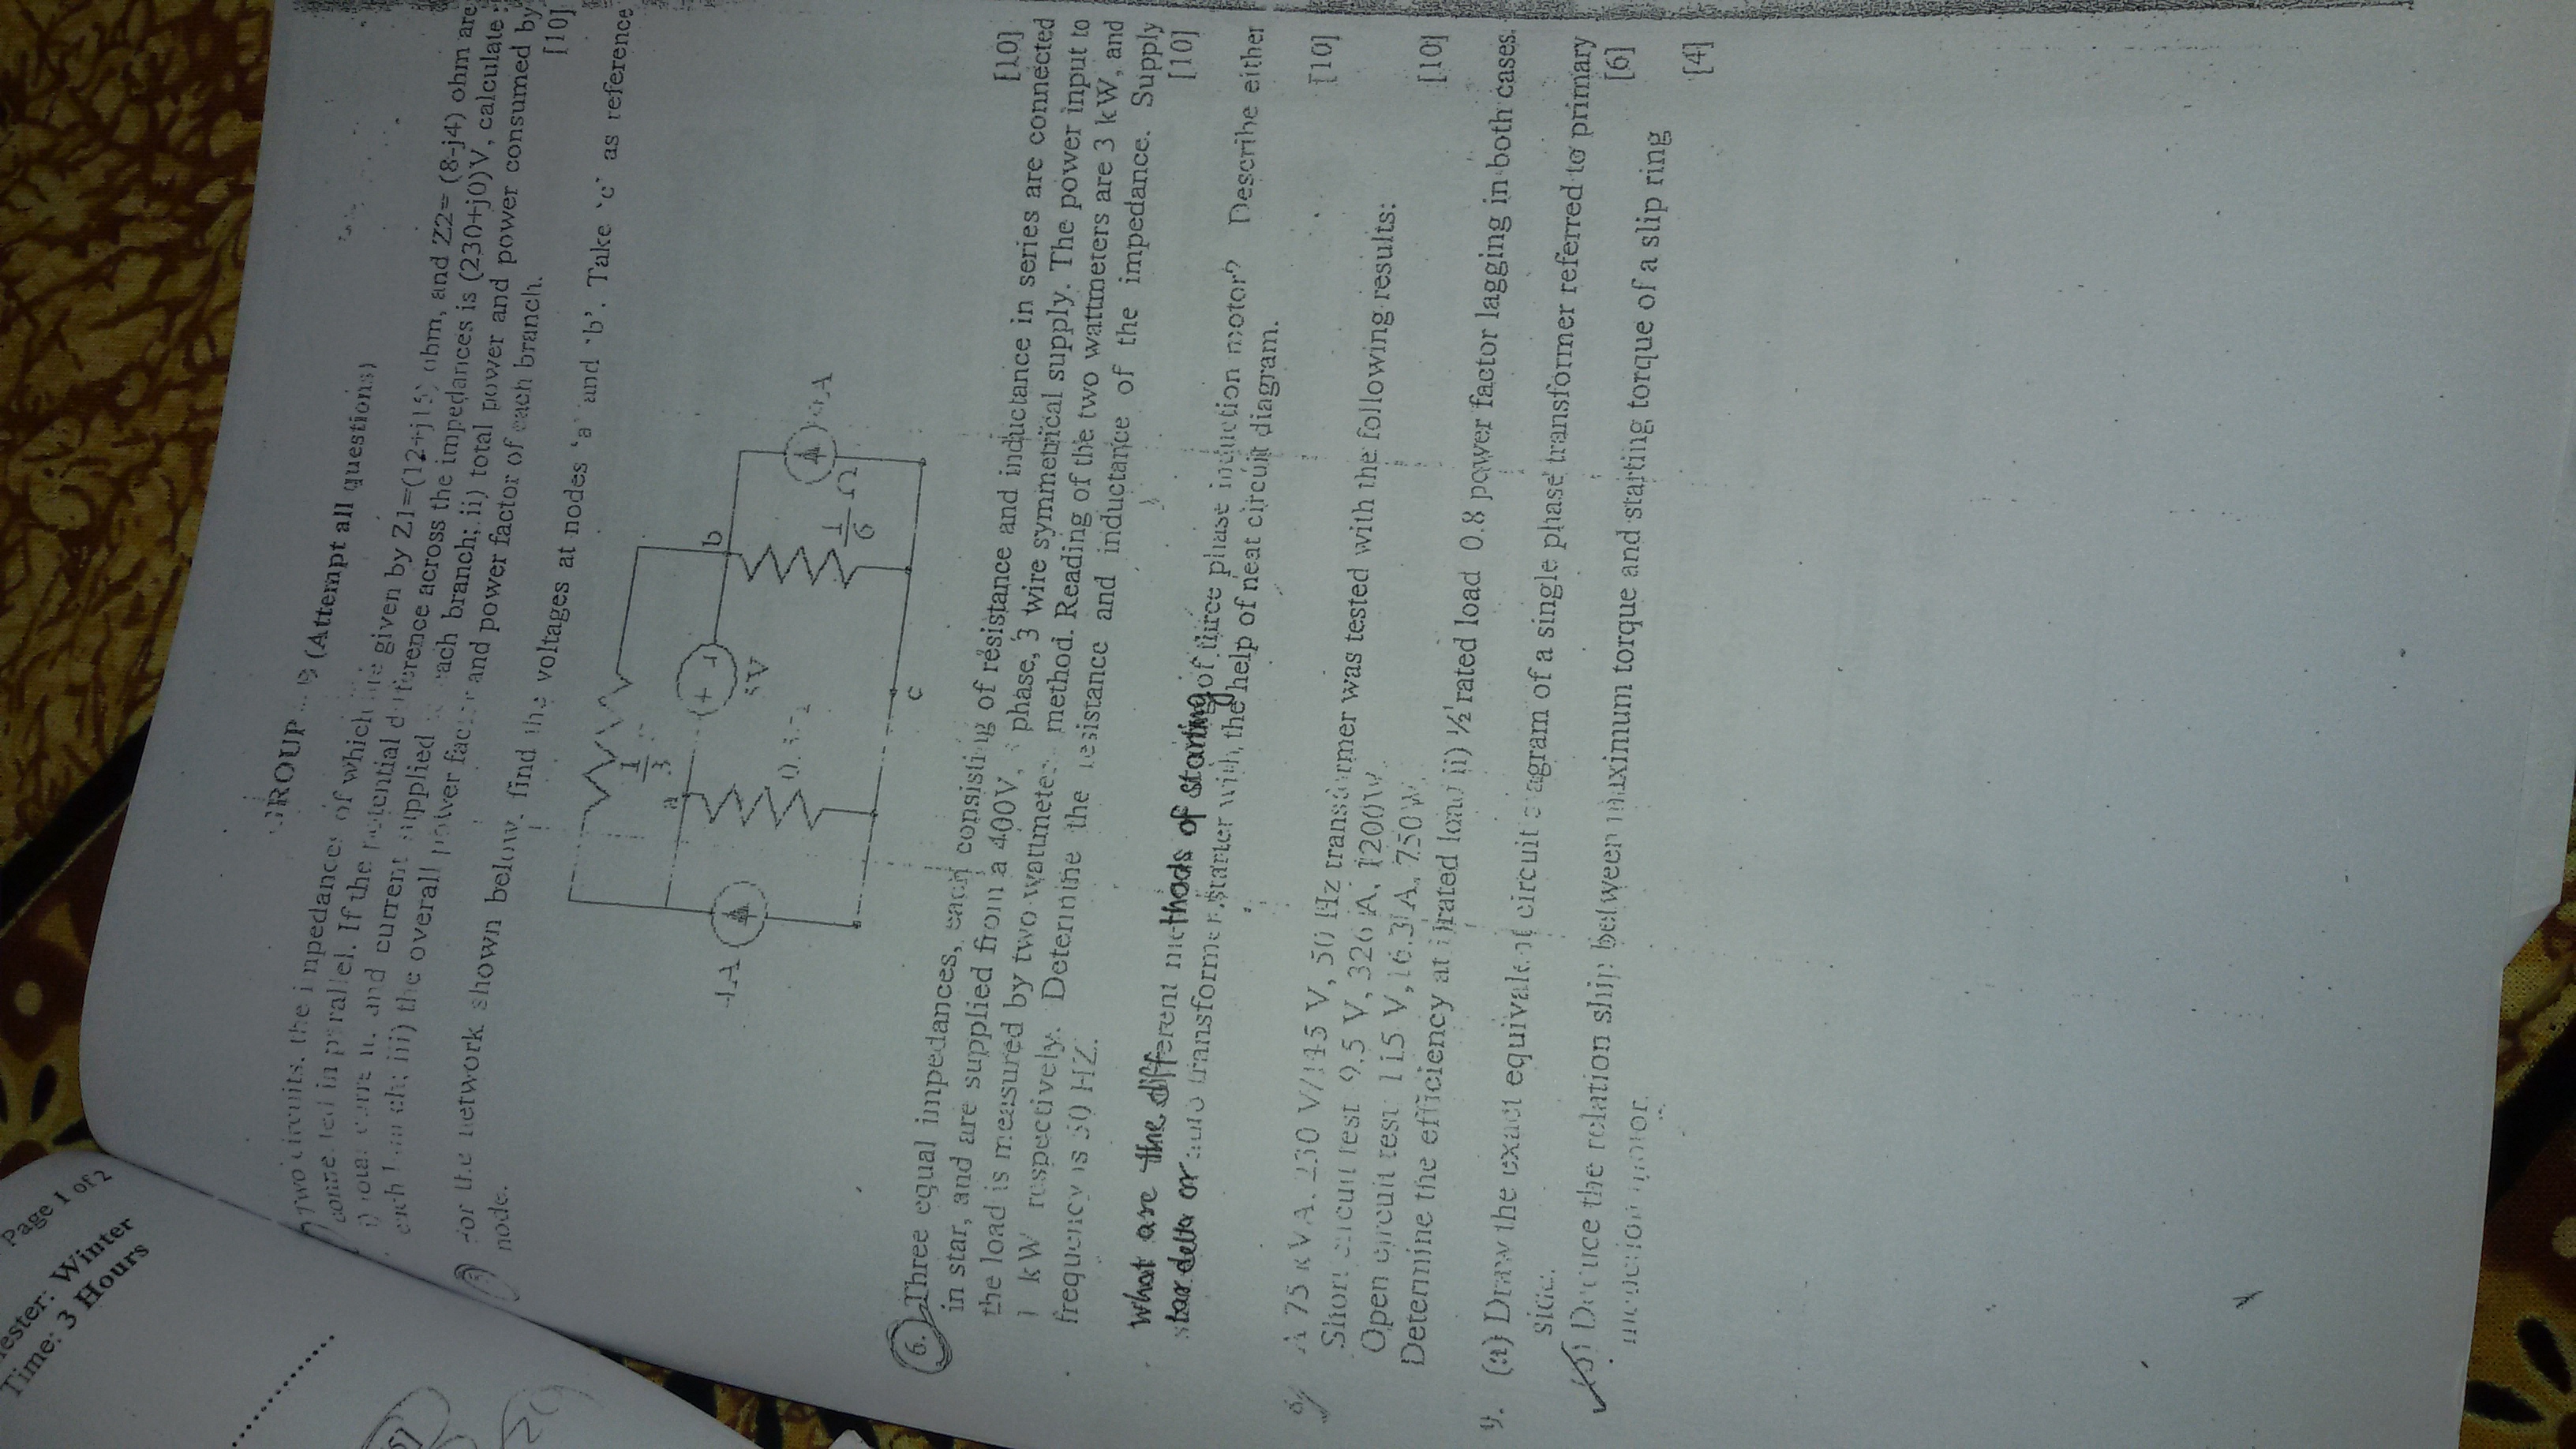 Page 1 of 2
ester: Winter
Time: 3 Hours
GROUP (Attempt all questions)
Two circuits, the impedances of which are given by Z1=(12+j15) ohm, and Z2= (8-j4) ohm are
connected in parallel. If the potential difference across the impedances is (230+j0)V, calculate
i) total current and current supplied each branch; ii) total power and power consumed by
each branch; iii) the overall power factor and power factor of each branch.
[10]
For the network shown below, find the voltages at nodes 'a' and 'b'. Take 'c' as reference
node.
1
3
a
b
4A
5V
A
1
6
Ω
c
[10]
6. Three equal impedances, each consisting of resistance and inductance in series are connected
in star, and are supplied from a 400V, phase, 3 wire symmetrical supply. The power input to
the load is measured by two wattmeter method. Reading of the two wattmeters are 3 kW, and
1 kW respectively. Determine the resistance and inductance of the impedance. Supply
frequency is 50 HZ.
[10]
What are the different methods of starting of three phase induction motor? Describe either
star delta or auto transformer starter with the help of neat circuit diagram.
[10]
A 75 kVA, 230 V/ V, 50 Hz transformer was tested with the following results:
Short circuit test 9.5 V, 326 A, 1200W
Open circuit test: 115 V, 16.3 A, 750W.
[10]
Determine the efficiency at i) rated load ii) ½ rated load 0.8 power factor lagging in both cases.
9. (a) Draw the exact equivalent circuit diagram of a single phase transformer referred to primary
side.
[6]
(b) Deduce the relation ship between maximum torque and starting torque of a slip ring
induction motor.
[4]